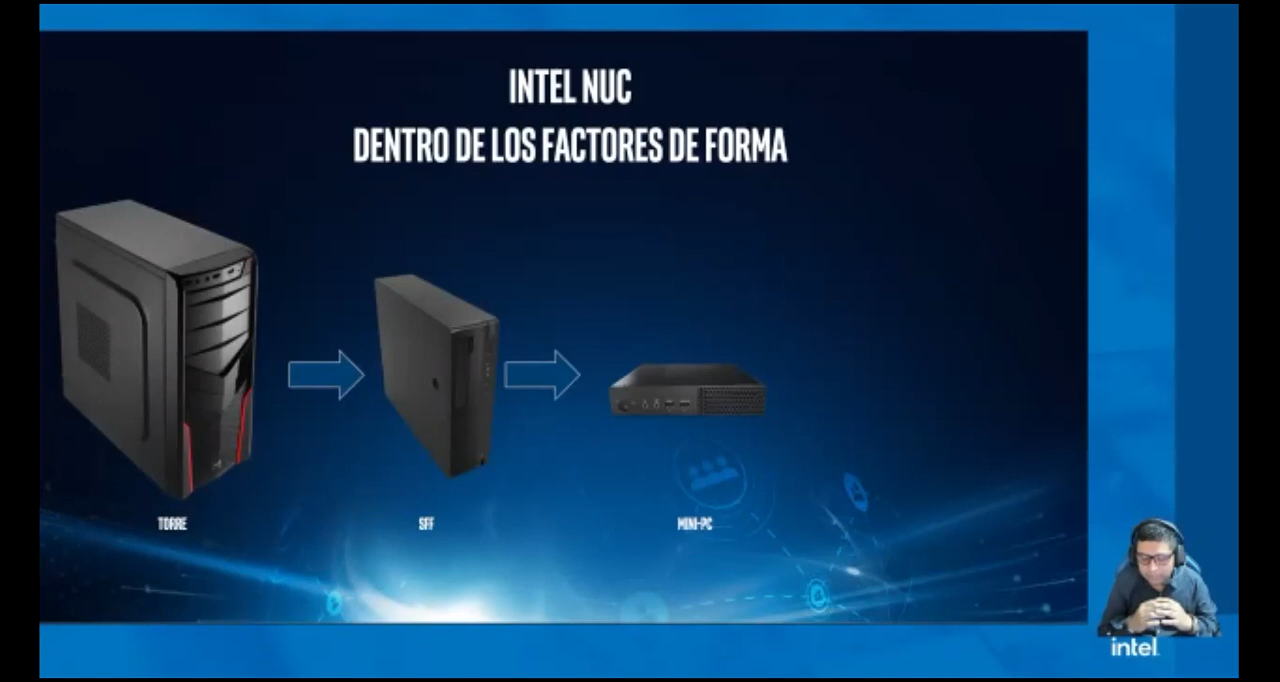 INTEL NUC
DENTRO DE LOS FACTORES DE FORMA
TORRE
SFF
MINI-PC
intel